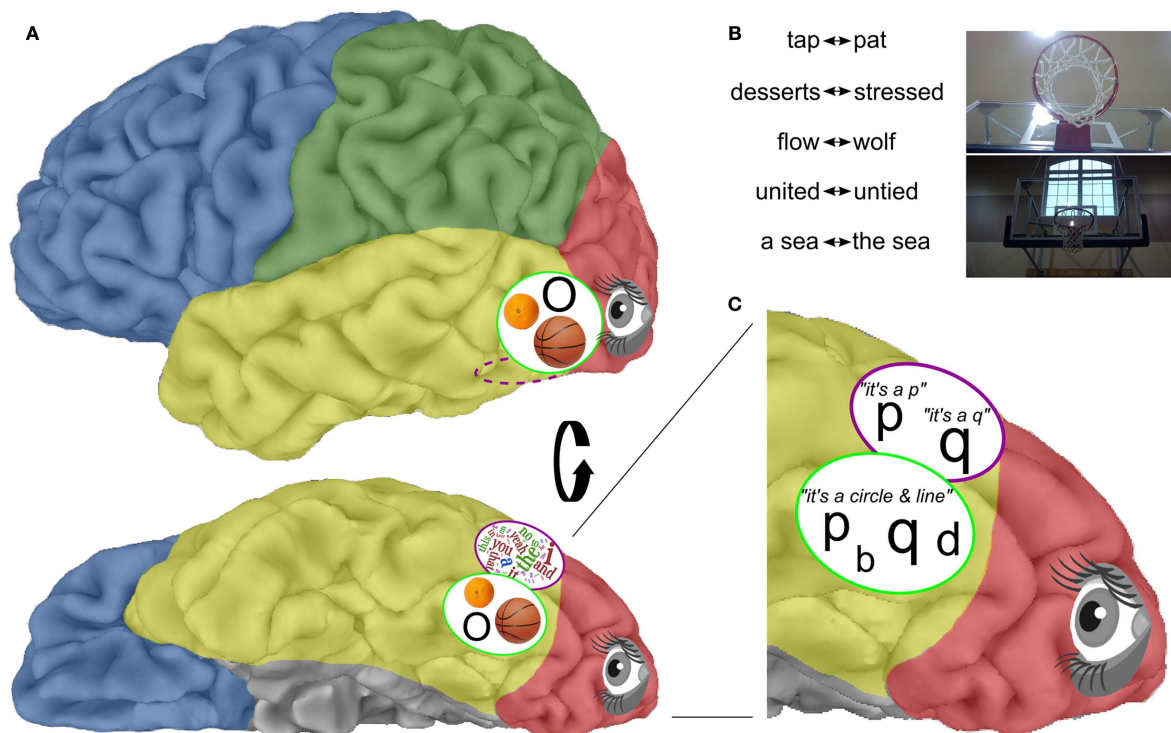 A
O
B
tap ↔ pat
desserts ↔ stressed
flow ↔ wolf
united ↔ untied
a sea ↔ the sea
C
"it's a p"
p
"it's a q"
q
"it's a circle & line"
p b q d
this
no
yeah
you
that
a
it
the
i
and
O